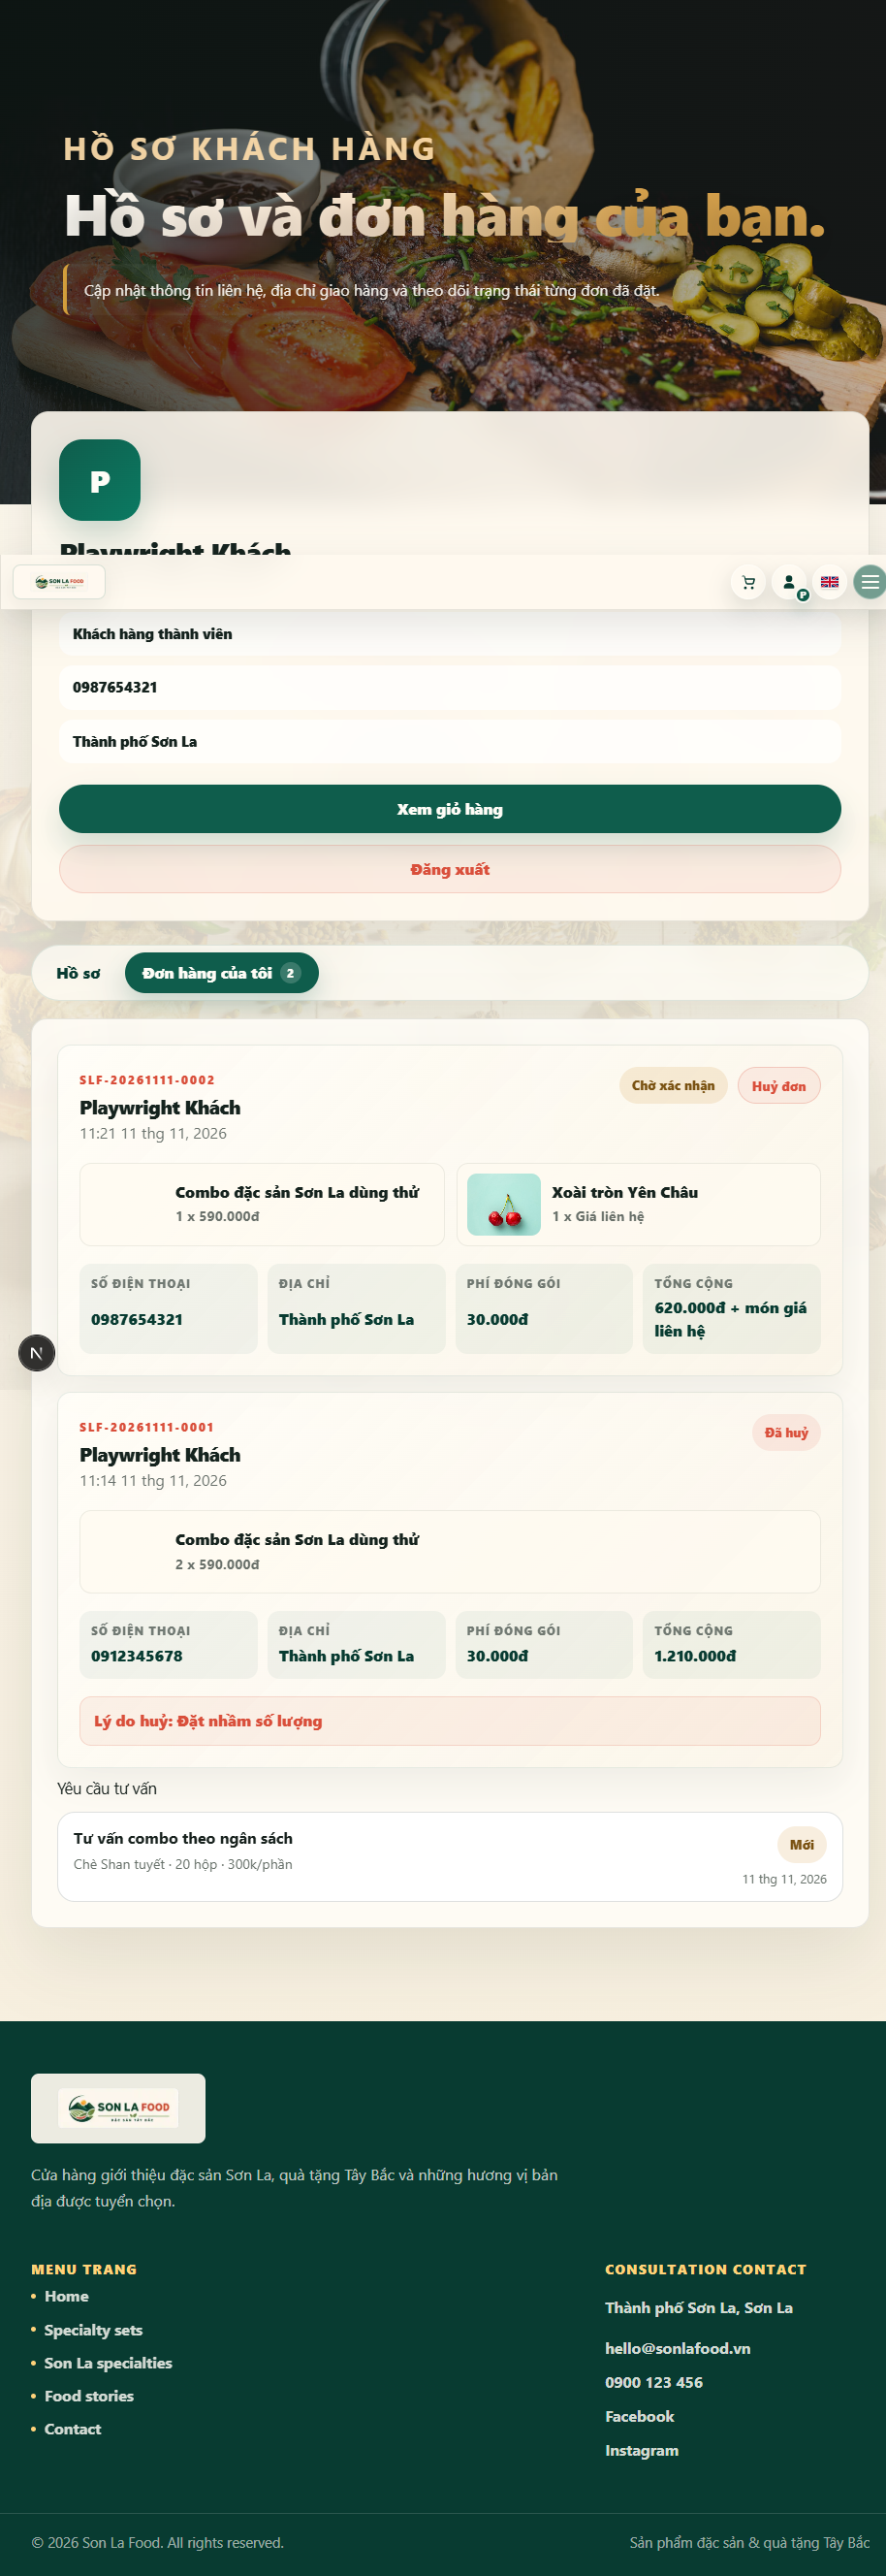 HỒ SƠ KHÁCH HÀNG
Hồ sơ và đơn hàng của bạn.
Cập nhật thông tin liên hệ, địa chỉ giao hàng và theo dõi trạng thái từng đơn đã đặt.
P
Playwright Khách
SON LA FOOD
P
Khách hàng thành viên
0987654321
Thành phố Sơn La
Xem giỏ hàng
Đăng xuất
Hồ sơ
Đơn hàng của tôi 2
SLF-20261111-0002
Chờ xác nhận
Huỷ đơn
Playwright Khách
11:21 11 thg 11, 2026
Combo đặc sản Sơn La dùng thử
1 x 590.000đ
Xoài tròn Yên Châu
1 x Giá liên hệ
SỐ ĐIỆN THOẠI
0987654321
ĐỊA CHỈ
Thành phố Sơn La
PHÍ ĐÓNG GÓI
30.000đ
TỔNG CỘNG
620.000đ + món giá
liên hệ
N
SLF-20261111-0001
Đã huỷ
Playwright Khách
11:14 11 thg 11, 2026
Combo đặc sản Sơn La dùng thử
2 x 590.000đ
SỐ ĐIỆN THOẠI
0912345678
ĐỊA CHỈ
Thành phố Sơn La
PHÍ ĐÓNG GÓI
30.000đ
TỔNG CỘNG
1.210.000đ
Lý do huỷ: Đặt nhầm số lượng
Yêu cầu tư vấn
Tư vấn combo theo ngân sách
Chè Shan tuyết · 20 hộp · 300k/phần
Mới
11 thg 11, 2026
SON LA FOOD
ĐẶC SẢN TÂY BẮC
Cửa hàng giới thiệu đặc sản Sơn La, quà tặng Tây Bắc và những hương vị bản
địa được tuyển chọn.
MENU TRANG
Home
Specialty sets
Son La specialties
Food stories
Contact
CONSULTATION CONTACT
Thành phố Sơn La, Sơn La
hello@sonlafood.vn
0900 123 456
Facebook
Instagram
© 2026 Son La Food. All rights reserved.
Sản phẩm đặc sản & quà tặng Tây Bắc